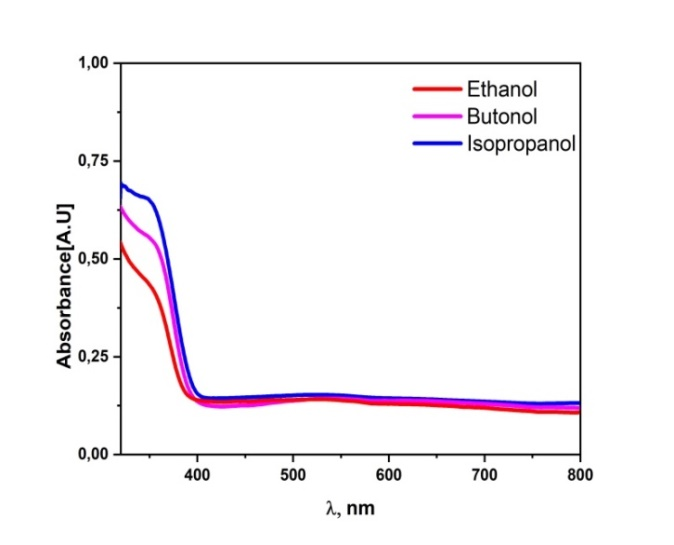 1,00
0,75
0,50
0,25
0,00
Absorbance[A.U]
Ethanol
Butonol
Isopropanol
400 500 600 700 800
λ, nm